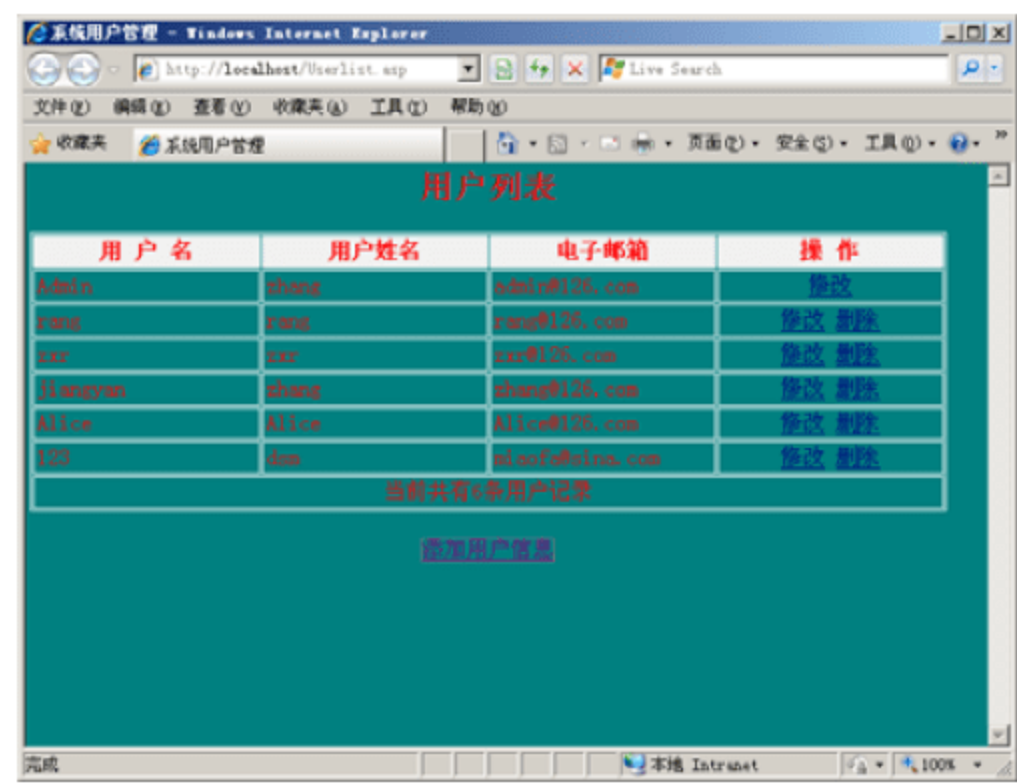 系统用户管理 - Windows Internet Explorer
http://localhost/Userlist.asp Live Search
文件(F) 编辑(E) 查看(V) 收藏夹(A) 工具(T) 帮助(H)
收藏夹 系统用户管理 页面(P) 安全(S) 工具(O) »
用户列表
用 户 名 用户姓名 电子邮箱 操 作
Admin zhang admin@126.com 修改
rang rang rang@126.com 修改 删除
zxr zxr zxr@126.com 修改 删除
jiangyan zhang zhang@126.com 修改 删除
Alice Alice Alice@126.com 修改 删除
123 dsm miaofa@sina.com 修改 删除
当前共有6条用户记录
添加用户信息
完成 本地 Intranet 100%